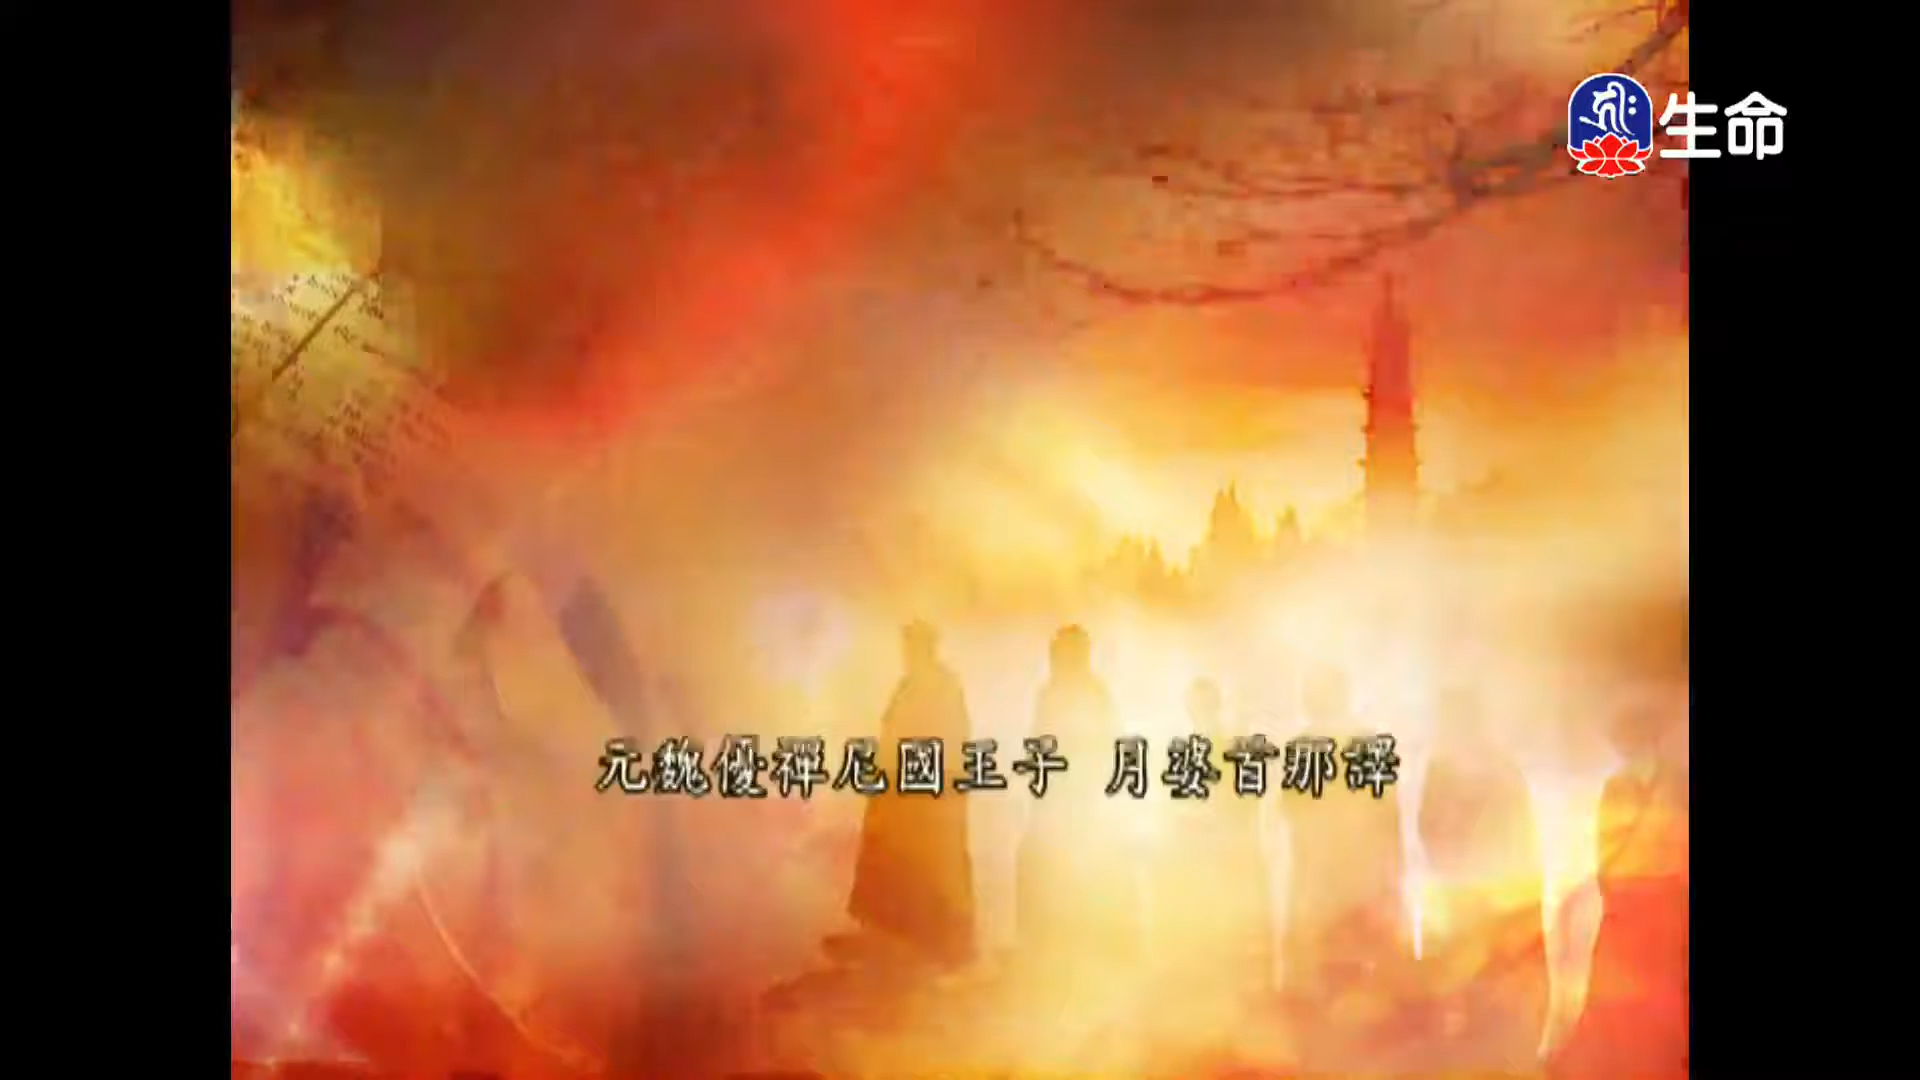 生命
元魏優禪尼國王子 月婆首那譯